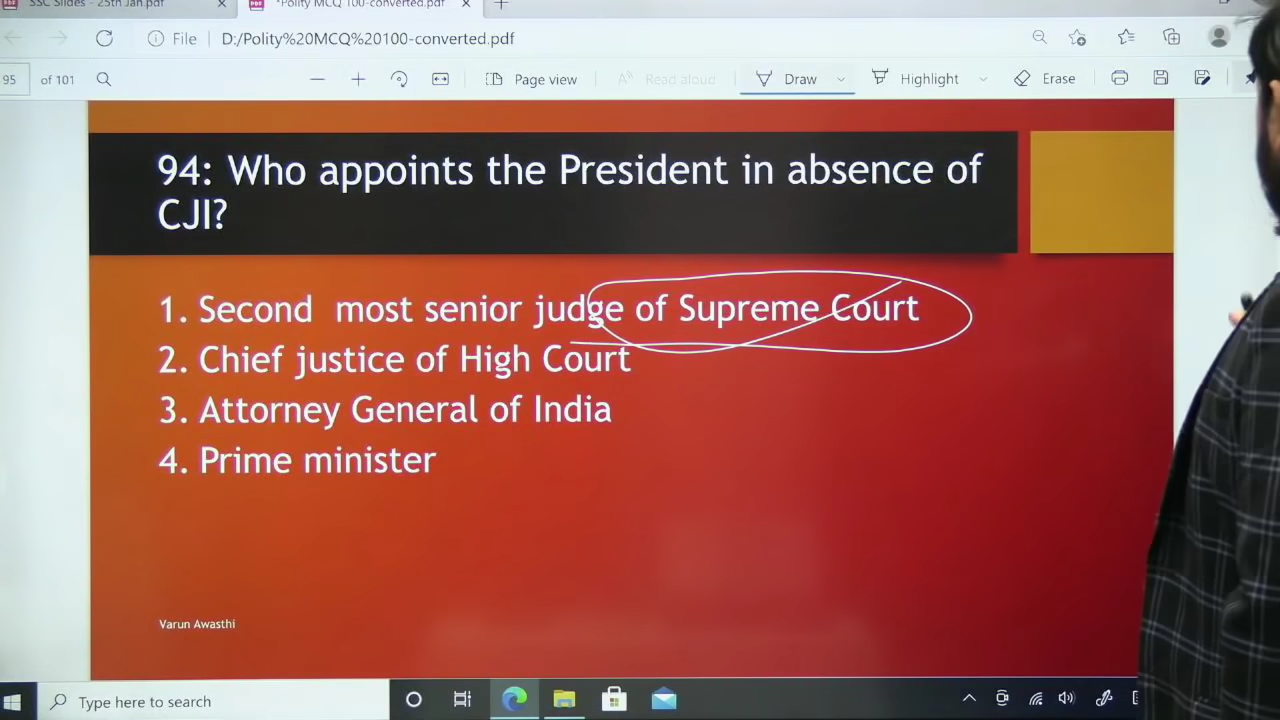 SSC Slides - 25th Jan.pdf
*Polity MCQ 100-converted.pdf
File
D:/Polity%20MCQ%20100-converted.pdf
95 of 101
Page view
Read aloud
Draw
Highlight
Erase
94: Who appoints the President in absence of
CJI?
1. Second most senior judge of Supreme Court
2. Chief justice of High Court
3. Attorney General of India
4. Prime minister
Varun Awasthi
Type here to search